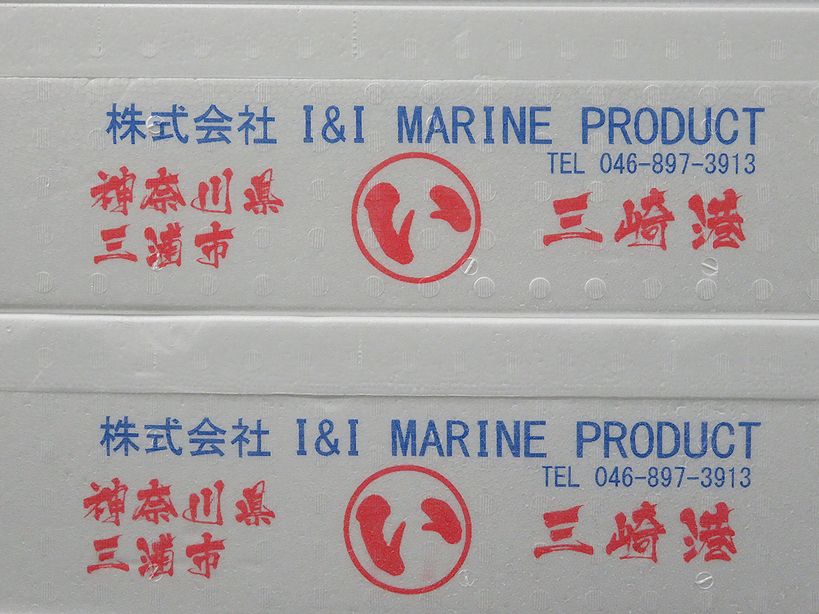 株式会社 I&I MARINE PRODUCT
TEL 046-897-3913
神奈川県
三浦市
い
三崎港
株式会社 I&I MARINE PRODUCT
TEL 046-897-3913
神奈川県
三浦市
い
三崎港